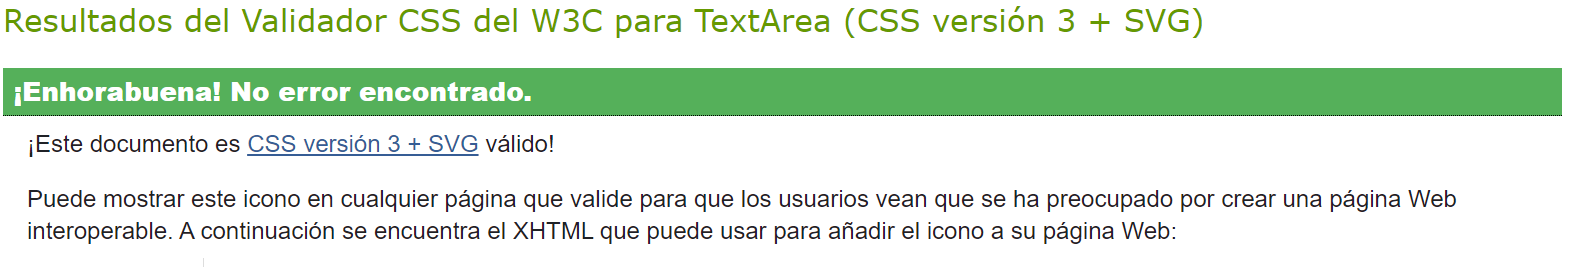 Resultados del Validador CSS del W3C para TextArea (CSS versión 3 + SVG)
¡Enhorabuena! No error encontrado.
¡Este documento es CSS versión 3 + SVG válido!
Puede mostrar este icono en cualquier página que valide para que los usuarios vean que se ha preocupado por crear una página Web
interoperable. A continuación se encuentra el XHTML que puede usar para añadir el icono a su página Web: